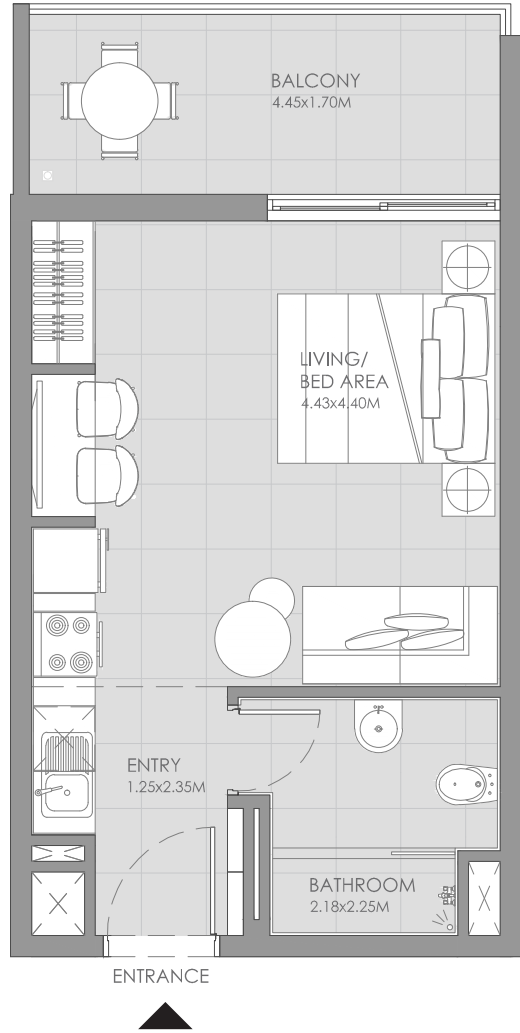 BALCONY
4.45x1.70M
LIVING/
BED AREA
4.43x4.40M
ENTRY
1.25x2.35M
BATHROOM
2.18x2.25M
ENTRANCE